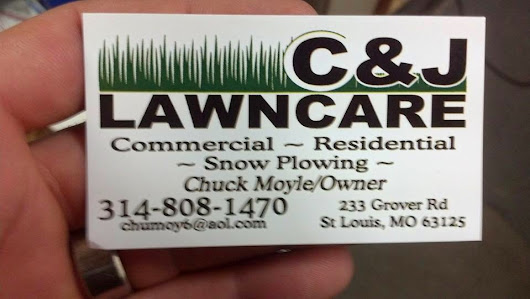 C&J
LAWNCARE
Commercial ~ Residential
~ Snow Plowing ~
Chuck Moyle/Owner
314-808-1470
chumoy6@aol.com
233 Grover Rd
St Louis, MO 63125